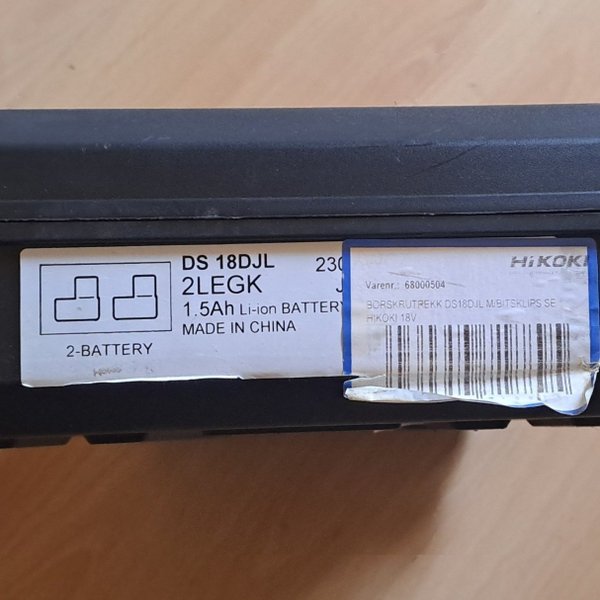 DS 18DJL 230
2LEGK J
1.5Ah Li-ion BATTERY
MADE IN CHINA
2-BATTERY
HiKOKI
Varenr.: 68000504
BORSKRUTREKK DS18DJL M/BITSKLIPS SE
HIKOKI 18V